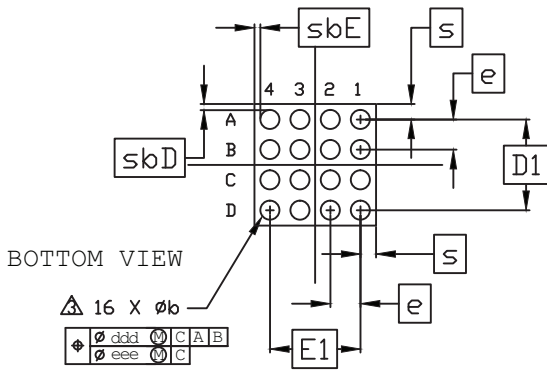 sbE
s
e
4 3 2 1
A
B
sbD
D1
C
D
s
BOTTOM VIEW
3 16 X øb
e
ø ddd Ⓜ C A B
ø eee Ⓜ C
E1